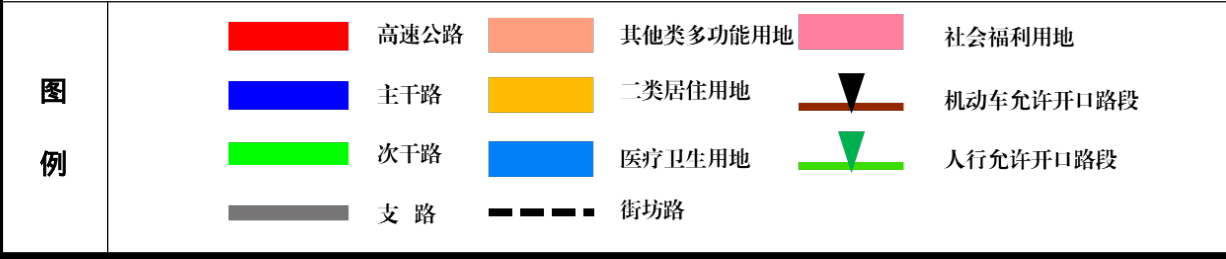 图例
高速公路
主干路
次干路
支 路
其他类多功能用地
二类居住用地
医疗卫生用地
街坊路
社会福利用地
机动车允许开口路段
人行允许开口路段